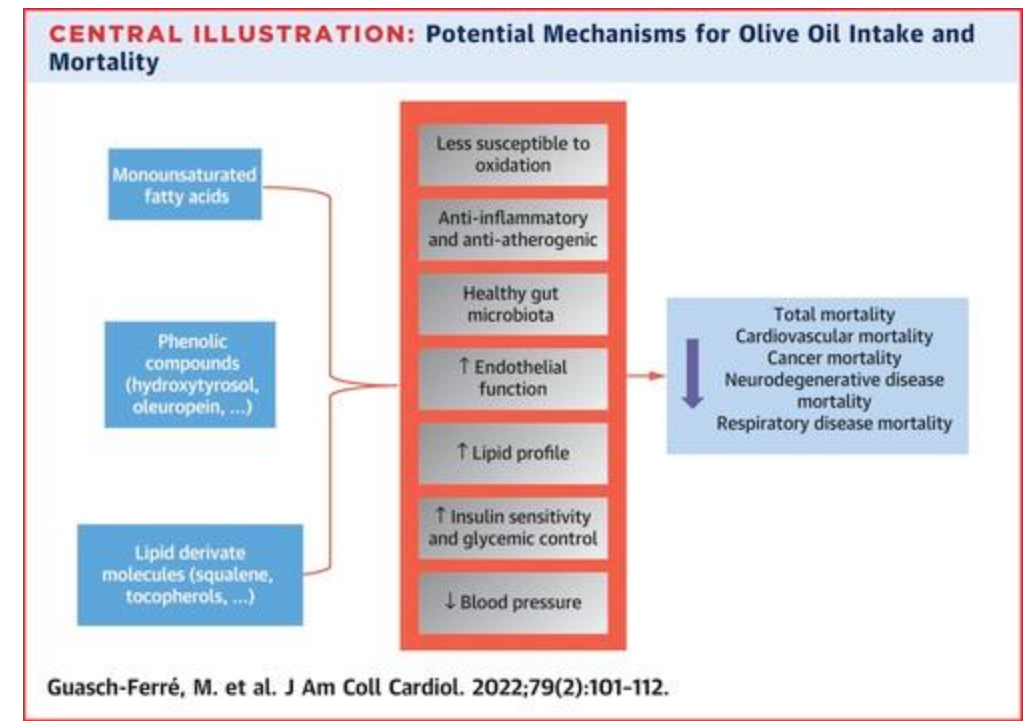 CENTRAL ILLUSTRATION: Potential Mechanisms for Olive Oil Intake and
Mortality
Monounsaturated
fatty acids
Phenolic
compounds
(hydroxytyrosol,
oleuropein, ...)
Lipid derivate
molecules (squalene,
tocopherols, ...)
Less susceptible to
oxidation
Anti-inflammatory
and anti-atherogenic
Healthy gut
microbiota
↑ Endothelial
function
↑ Lipid profile
↑ Insulin sensitivity
and glycemic control
↓ Blood pressure
Total mortality
Cardiovascular mortality
Cancer mortality
Neurodegenerative disease
mortality
Respiratory disease mortality
Guasch-Ferré, M. et al. J Am Coll Cardiol. 2022;79(2):101–112.